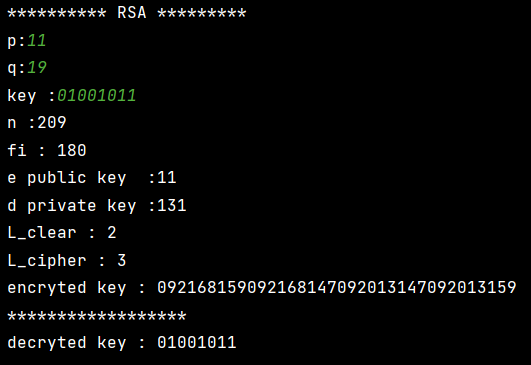 ********** RSA *********
p:11
q:19
key :01001011
n :209
fi : 180
e public key  :11
d private key :131
L_clear : 2
L_cipher : 3
encryted key : 092168159092168147092013147092013159
******************
decryted key : 01001011